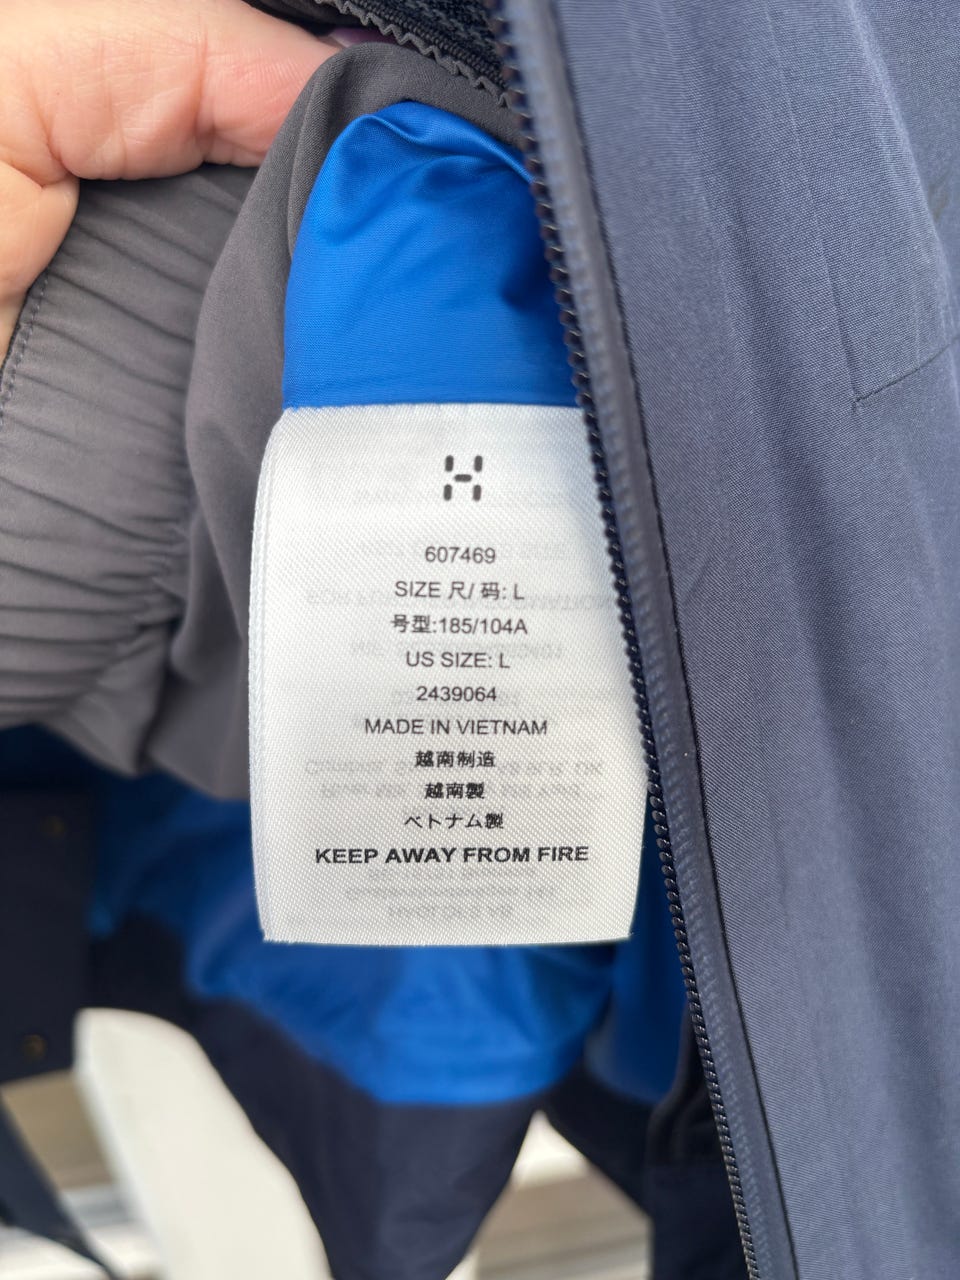 607469
SIZE 尺/ 码: L
号型:185/104A
US SIZE: L
2439064
MADE IN VIETNAM
越南制造
越南製
ベトナム製
KEEP AWAY FROM FIRE